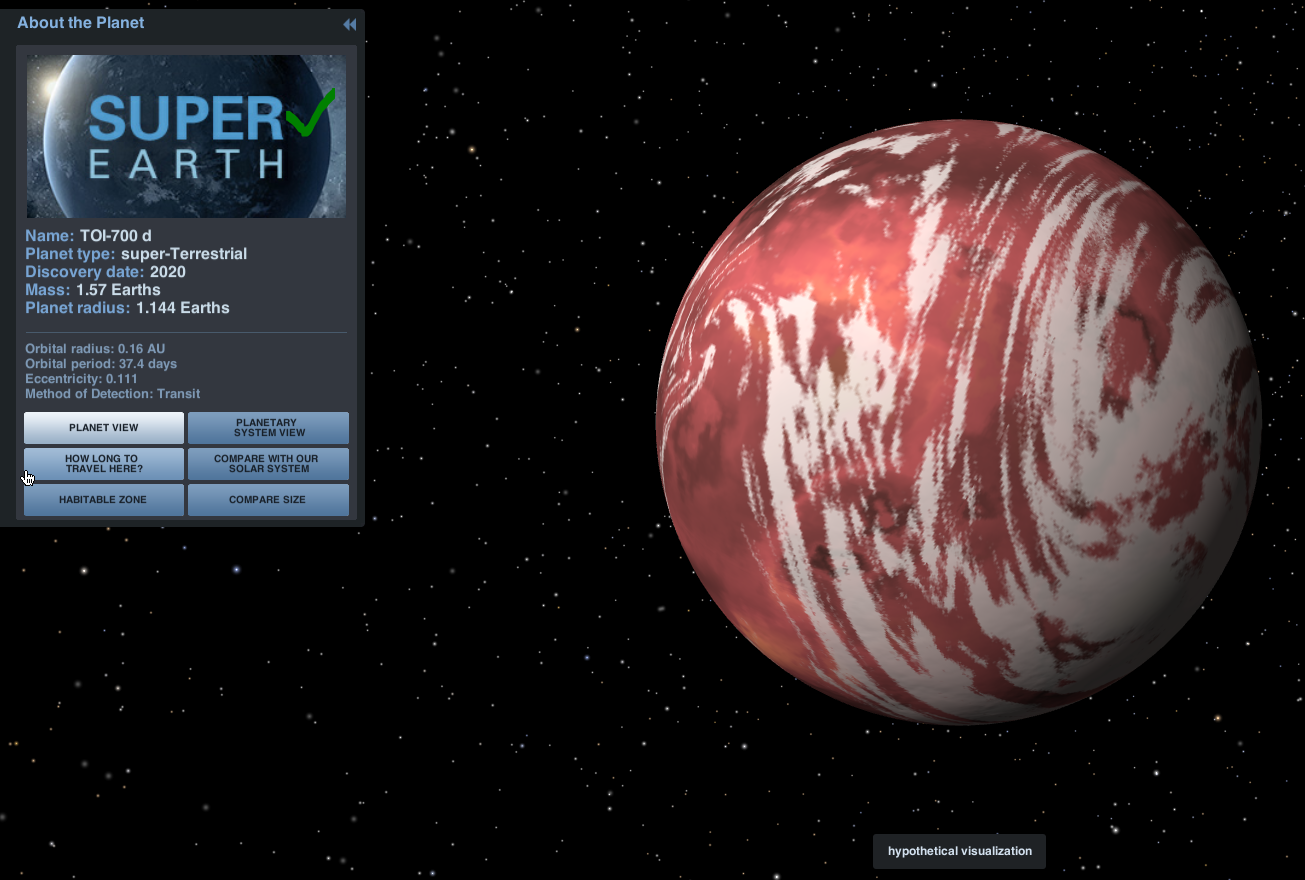 About the Planet
SUPER
EARTH
Name: TOI-700 d
Planet type: super-Terrestrial
Discovery date: 2020
Mass: 1.57 Earths
Planet radius: 1.144 Earths
Orbital radius: 0.16 AU
Orbital period: 37.4 days
Eccentricity: 0.111
Method of Detection: Transit
PLANET VIEW
PLANETARY
SYSTEM VIEW
HOW LONG TO
TRAVEL HERE?
COMPARE WITH OUR
SOLAR SYSTEM
HABITABLE ZONE
COMPARE SIZE
hypothetical visualization